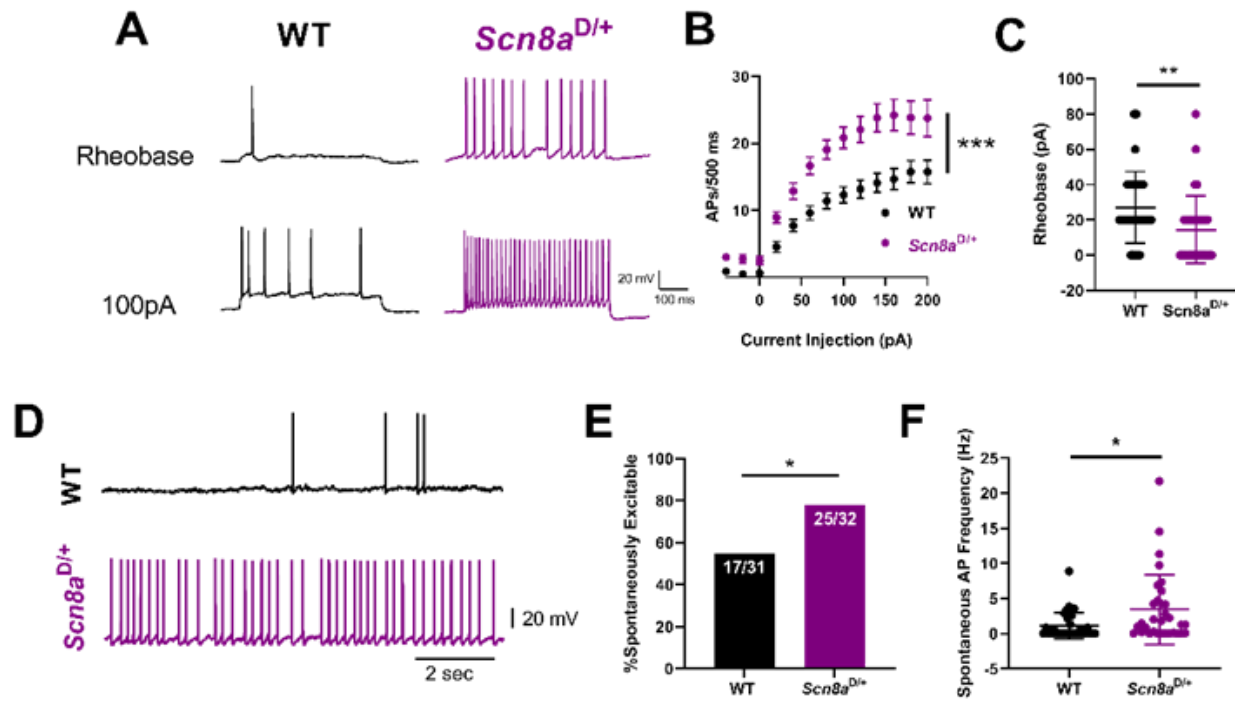 A
WT
Scn8aD/+
Rheobase
100pA
20 mV
100 ms
B
30
20
10
APs/500 ms
***
WT
Scn8aD/+
0
50
100
150
200
Current Injection (pA)
C
**
100
80
60
40
20
0
-20
Rheobase (pA)
WT
Scn8aD/+
D
WT
Scn8aD/+
20 mV
2 sec
E
*
100
80
60
40
20
0
%Spontaneously Excitable
17/31
25/32
WT
Scn8aD/+
F
*
25
20
15
10
5
0
-5
Spontaneous AP Frequency (Hz)
WT
Scn8aD/+